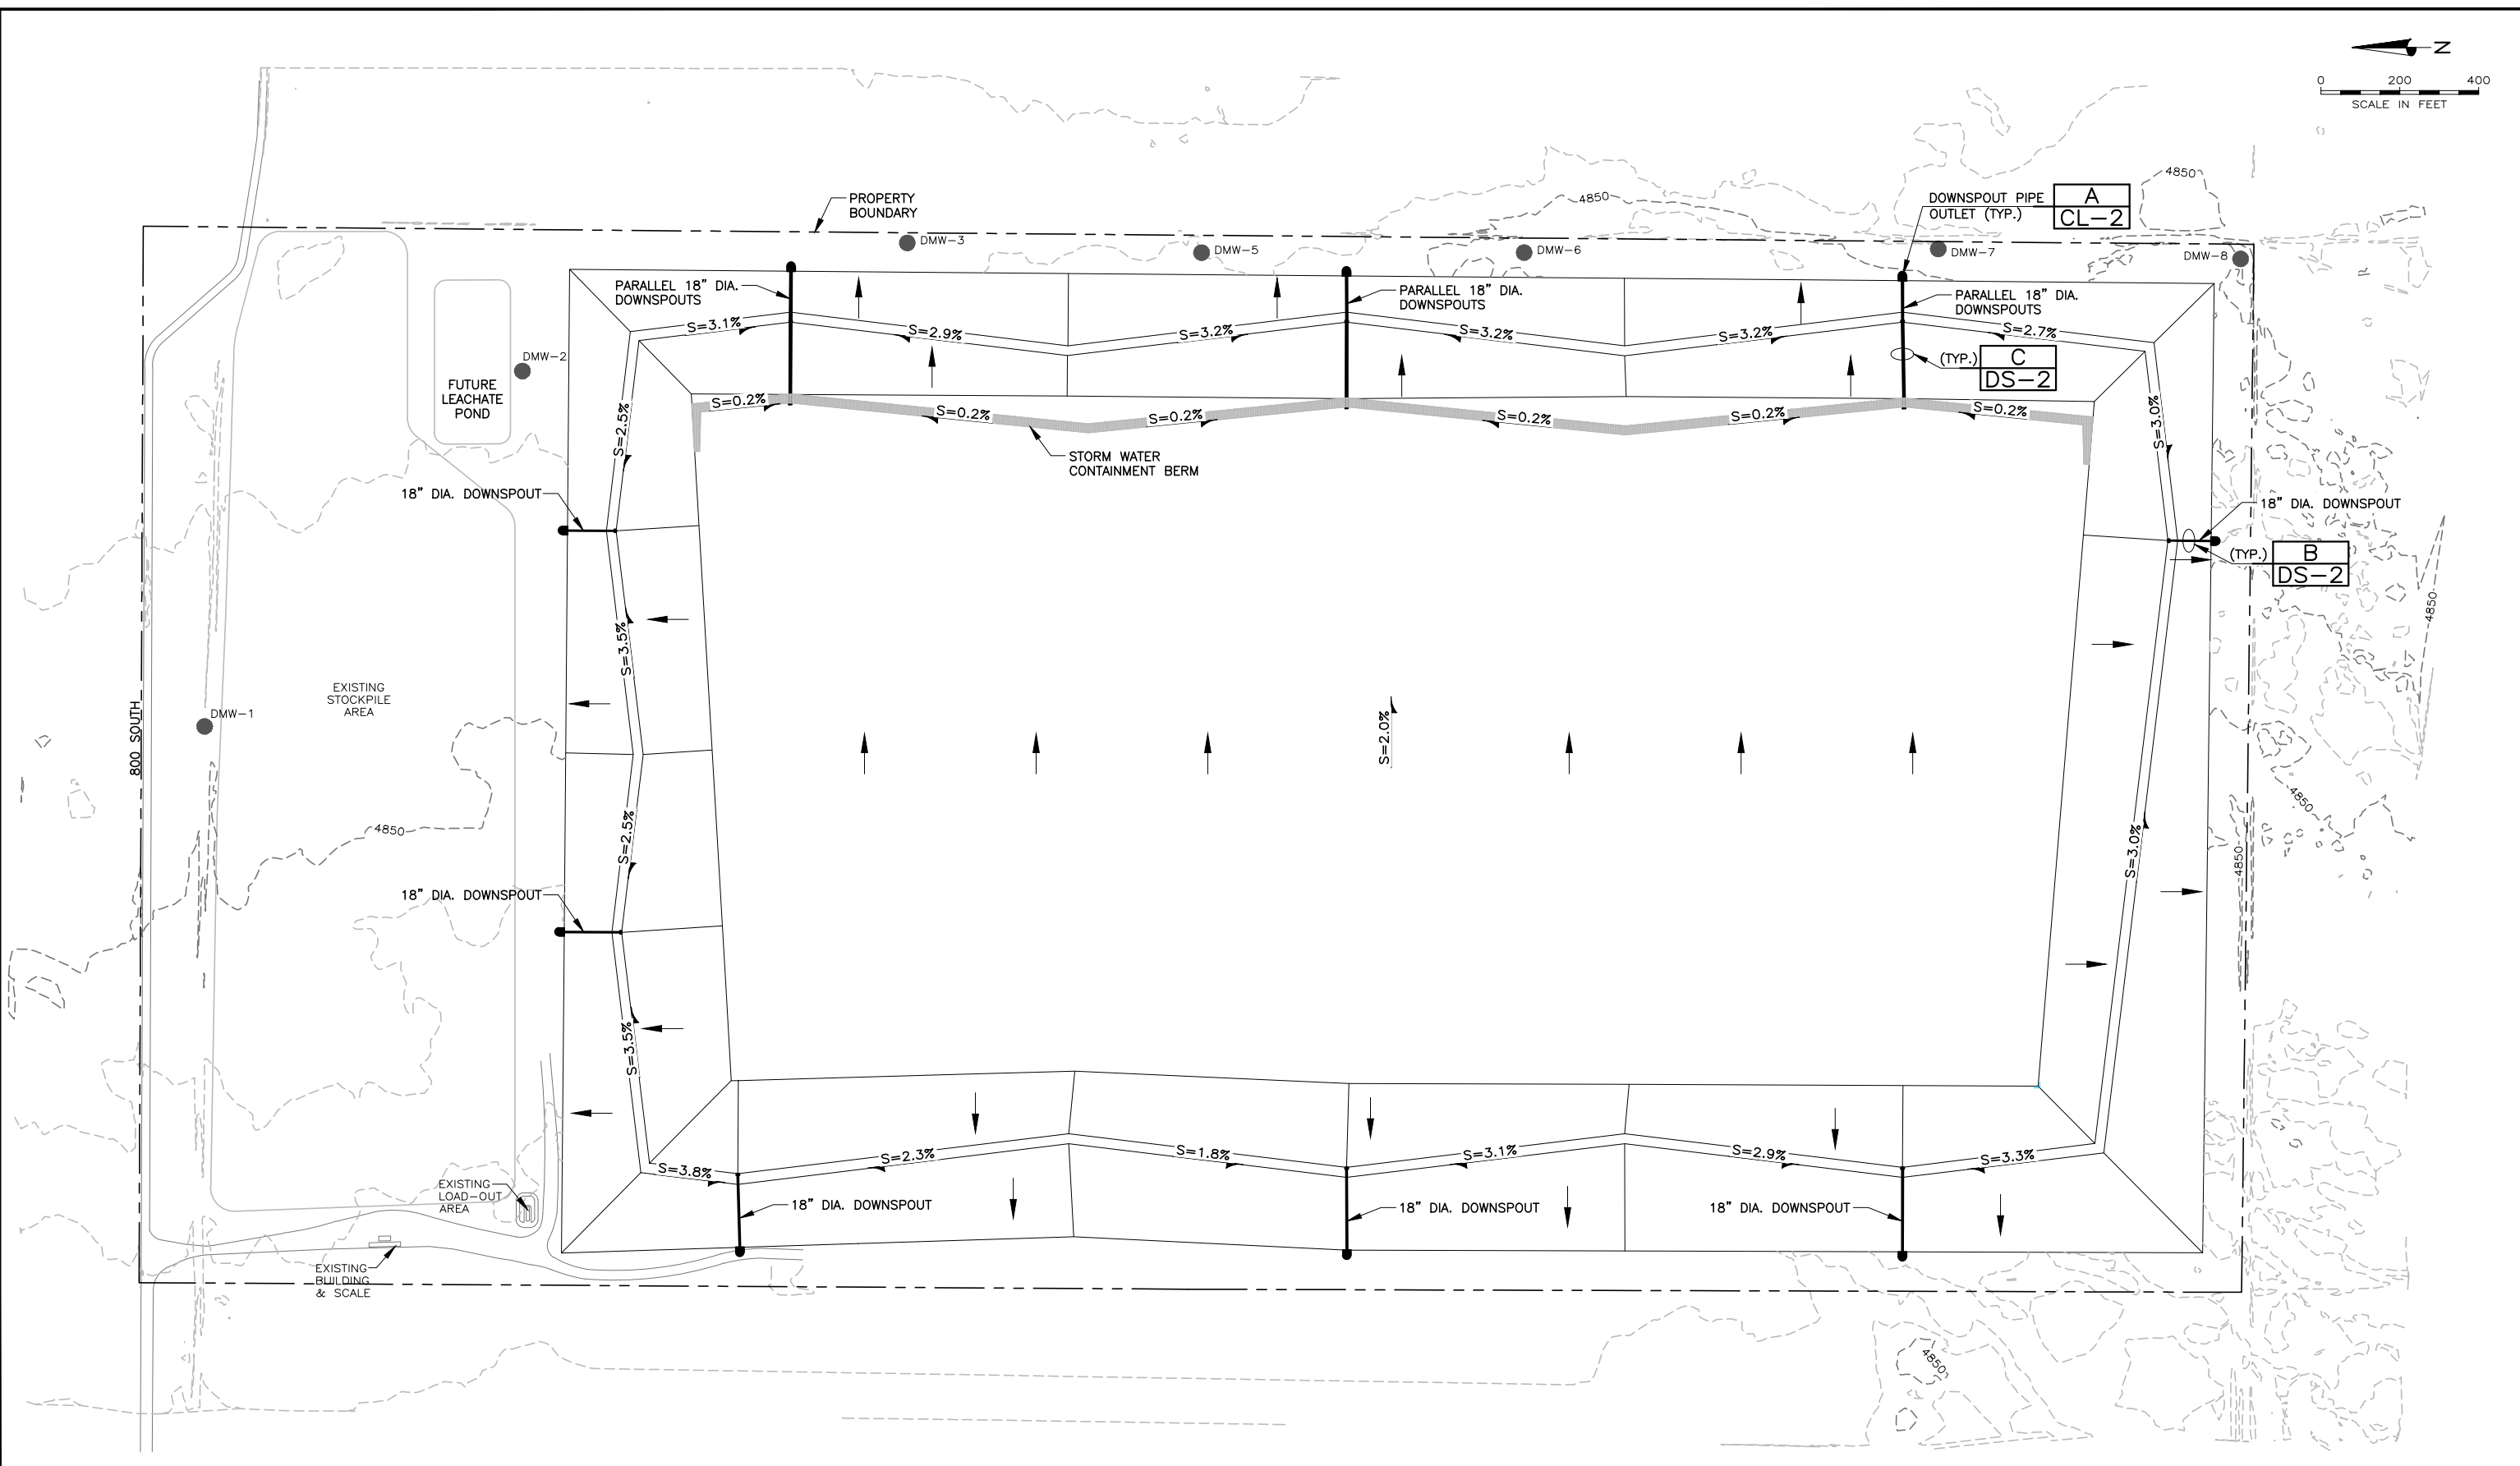 N
0 200 400
SCALE IN FEET
4850
4850
PROPERTY
BOUNDARY
DOWNSPOUT PIPE
OUTLET (TYP.)
A
CL-2
DMW-3
DMW-5
DMW-6
DMW-7
DMW-8
PARALLEL 18" DIA.
DOWNSPOUTS
PARALLEL 18" DIA.
DOWNSPOUTS
PARALLEL 18" DIA.
DOWNSPOUTS
S=3.1%
S=2.9%
S=3.2%
S=3.2%
S=3.2%
S=2.7%
DMW-2
(TYP.)
C
DS-2
FUTURE
LEACHATE
POND
S=2.5%
S=0.2%
S=0.2%
S=0.2%
S=0.2%
S=0.2%
S=0.2%
S=3.0%
STORM WATER
CONTAINMENT BERM
18" DIA. DOWNSPOUT
18" DIA. DOWNSPOUT
(TYP.)
B
DS-2
4850
S=3.5%
EXISTING
STOCKPILE
AREA
DMW-1
800 SOUTH
S=2.0%
4850
4850
S=2.5%
S=3.0%
4850
18" DIA. DOWNSPOUT
S=3.5%
S=3.8%
S=2.3%
S=1.8%
S=3.1%
S=2.9%
S=3.3%
EXISTING
LOAD-OUT
AREA
18" DIA. DOWNSPOUT
18" DIA. DOWNSPOUT
18" DIA. DOWNSPOUT
EXISTING
BUILDING
& SCALE
4850